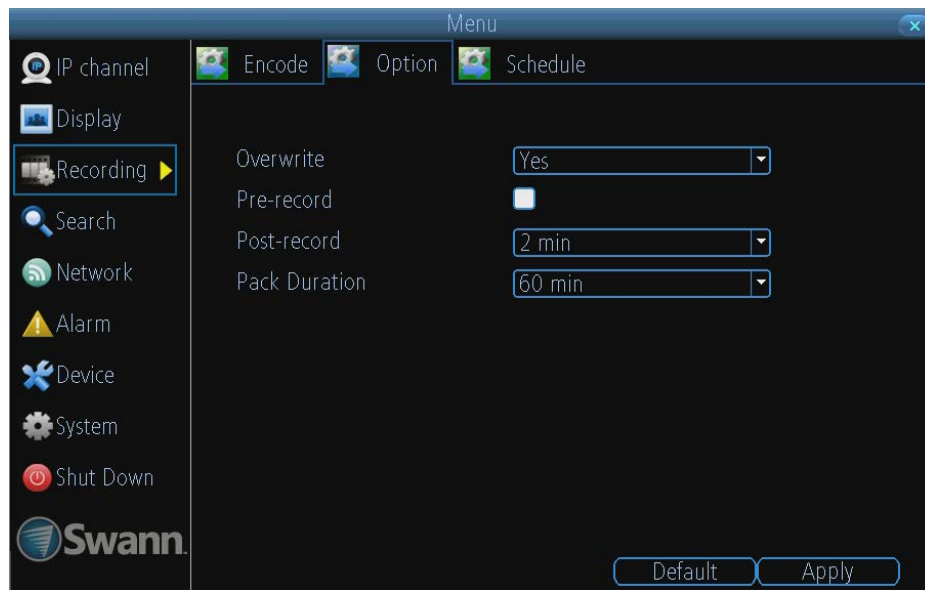 Menu
IP channel
Display
Recording
Search
Network
Alarm
Device
System
Shut Down
Swann
Encode Option Schedule
Overwrite Yes
Pre-record
Post-record 2 min
Pack Duration 60 min
Default Apply